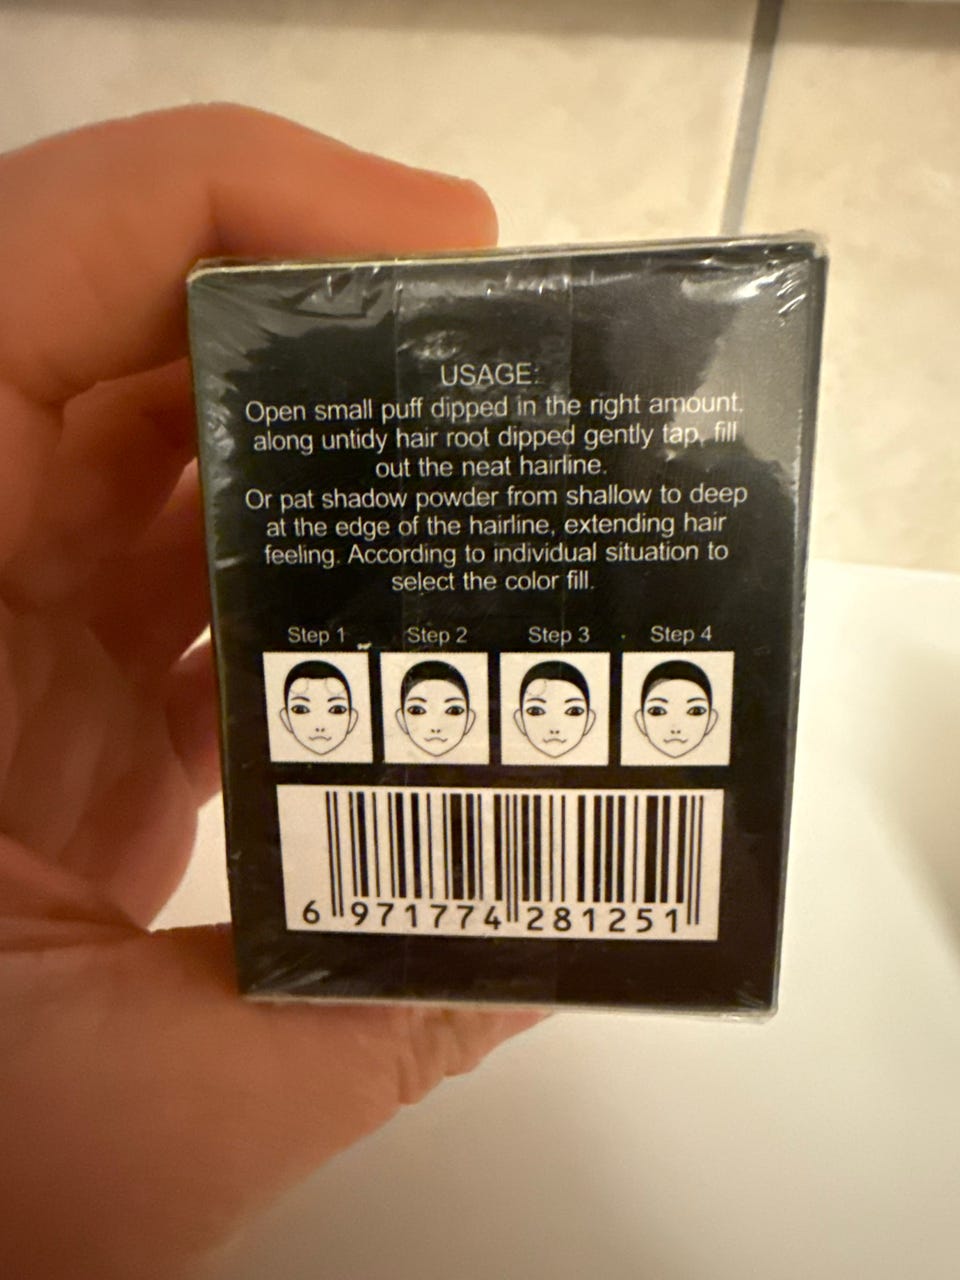 USAGE:
Open small puff dipped in the right amount,
along untidy hair root dipped gently tap, fill
out the neat hairline.
Or pat shadow powder from shallow to deep
at the edge of the hairline, extending hair
feeling. According to individual situation to
select the color fill.
Step 1 Step 2 Step 3 Step 4
6 971774 281251